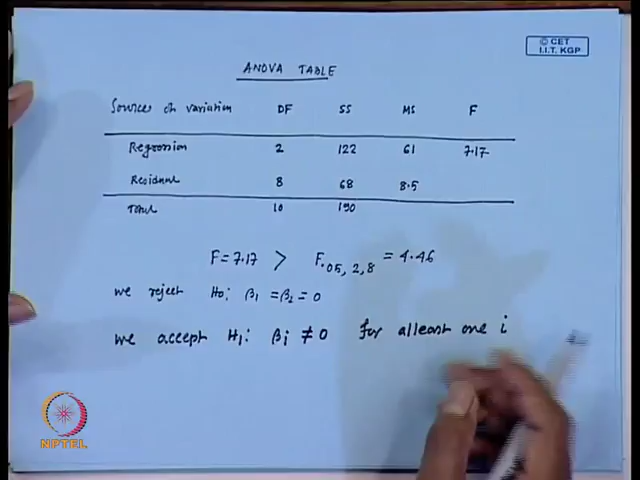 © CET
I.I.T. KGP
ANOVA TABLE
Sources of variation DF SS MS F
Regression 2 122 61 7.17
Residual 8 68 8.5
Total 10 190
F = 7.17 > F.05, 2, 8 = 4.46
we reject H0: β1 = β2 = 0
we accept H1: βi ≠ 0 for alleast one i
NPTEL